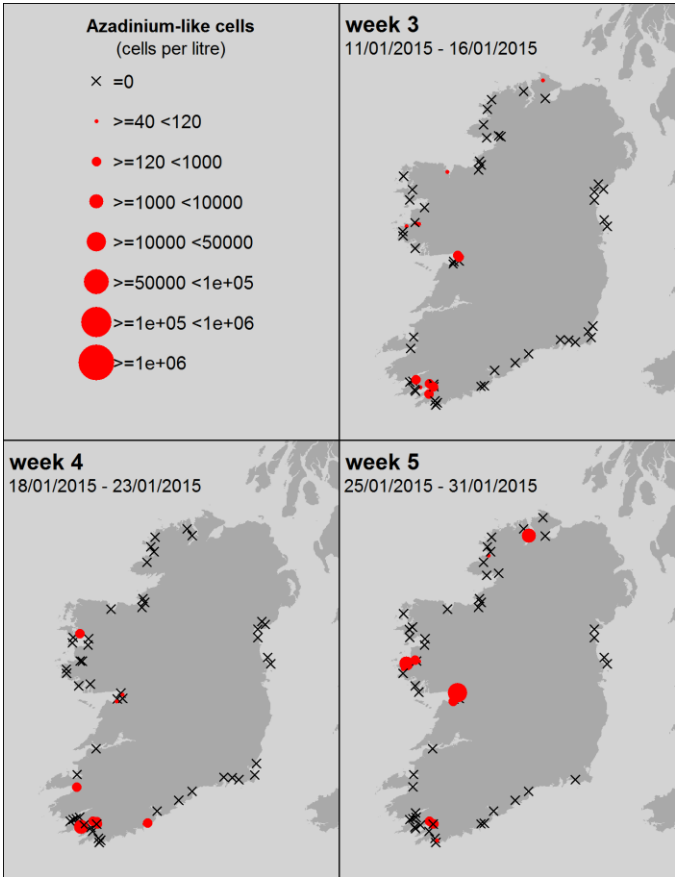 Azadinium-like cells
(cells per litre)
=0
>=40 <120
>=120 <1000
>=1000 <10000
>=10000 <50000
>=50000 <1e+05
>=1e+05 <1e+06
>=1e+06
week 3
11/01/2015 - 16/01/2015
week 4
18/01/2015 - 23/01/2015
week 5
25/01/2015 - 31/01/2015